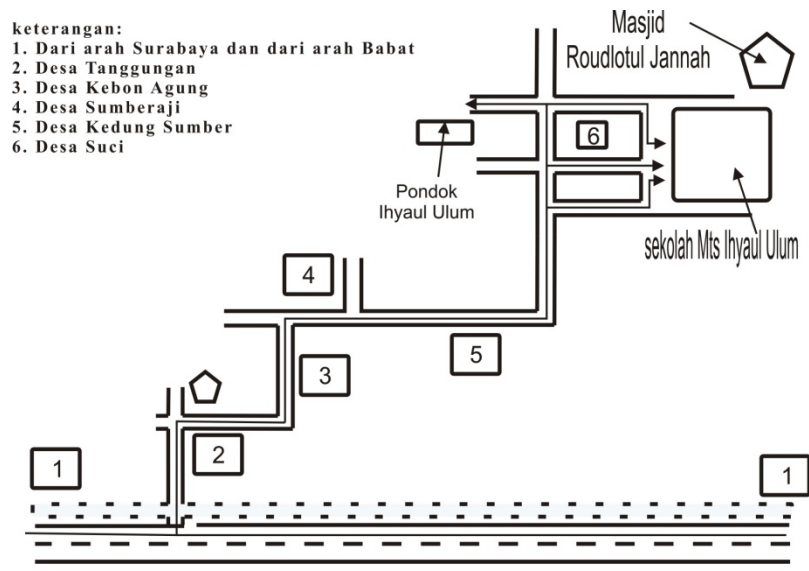 keterangan:
1. Dari arah Surabaya dan dari arah Babat
2. Desa Tanggungan
3. Desa Kebon Agung
4. Desa Sumberaji
5. Desa Kedung Sumber
6. Desa Suci
Masjid
Roudlotul Jannah
6
Pondok
Ihyaul Ulum
sekolah Mts Ihyaul Ulum
4
5
3
2
1
1